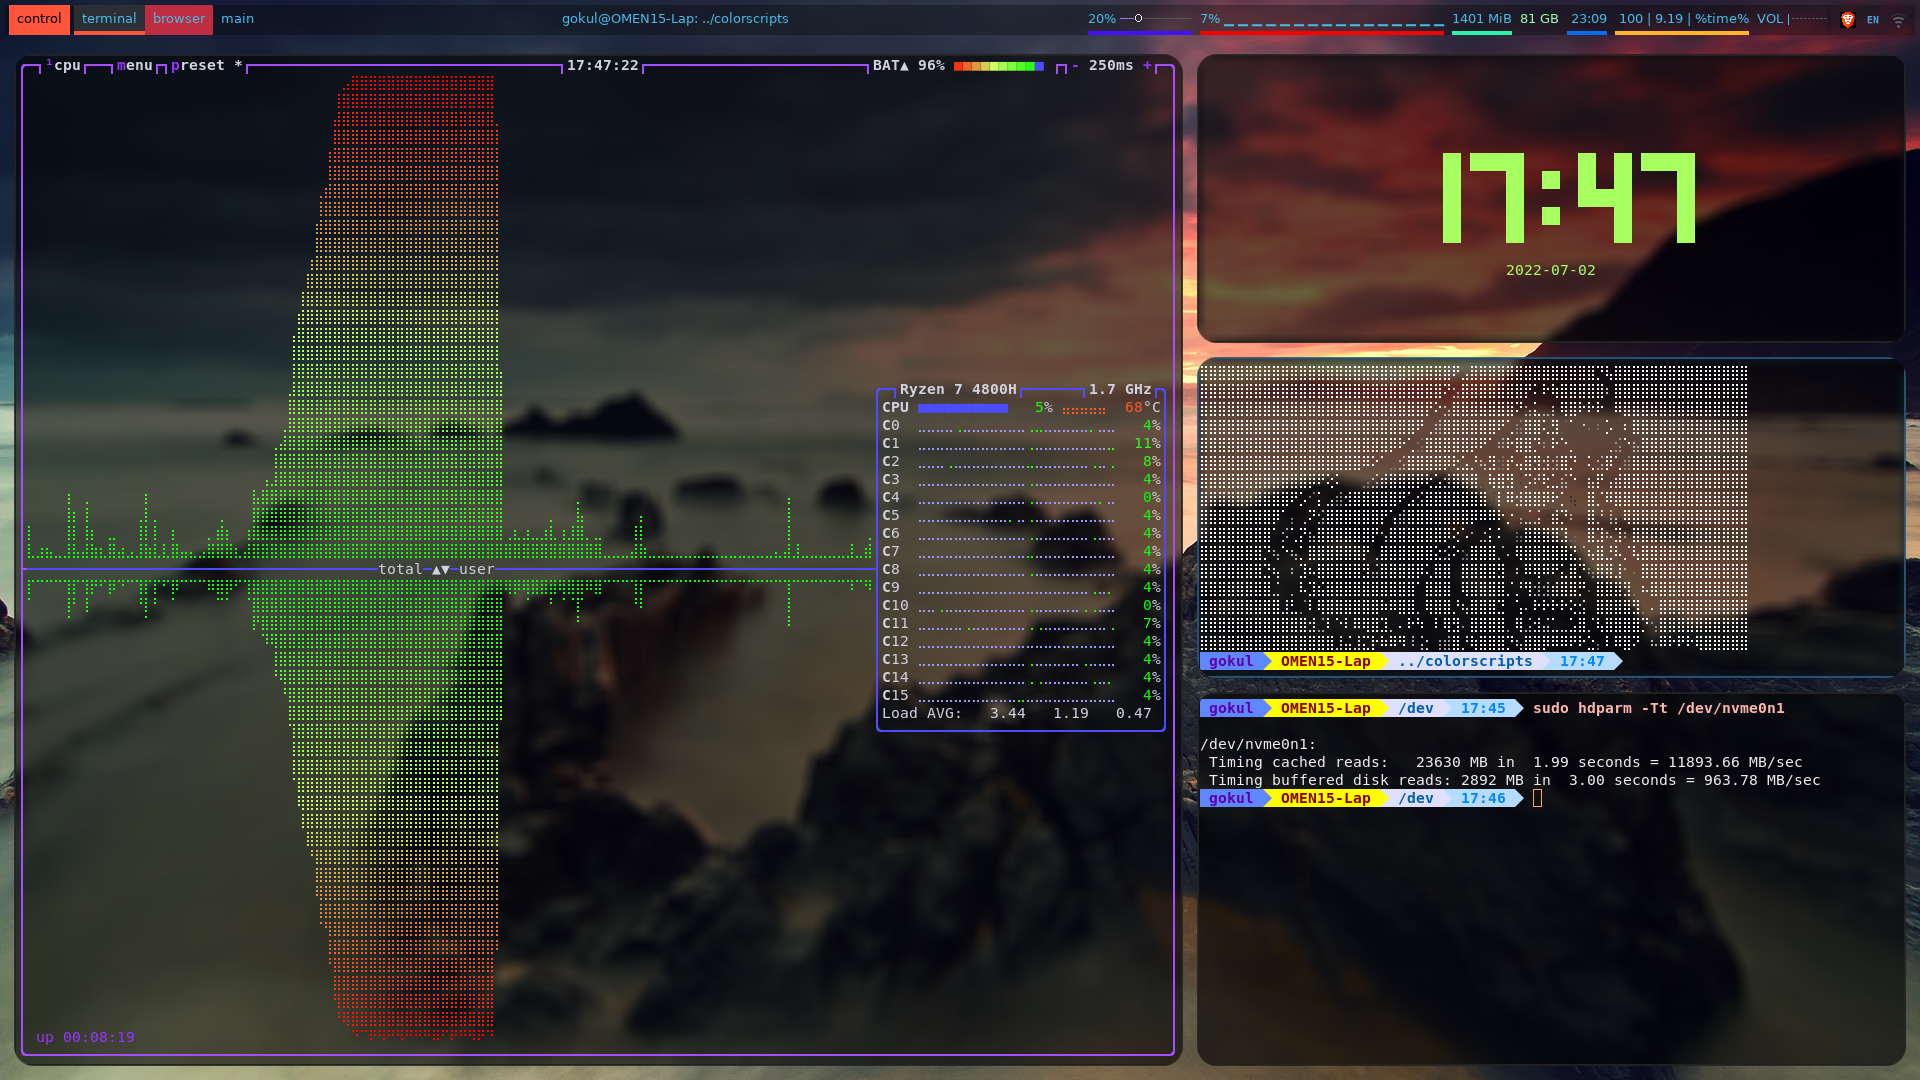 control terminal browser main gokul@OMEN15-Lap: ../colorscripts 20% 7% 1401 MiB 81 GB 23:09 100 | 9.19 | %time% VOL | EN
¹cpu menu preset * 17:47:22 BAT▲ 96% - 250ms +
total ▲▼ user
Ryzen 7 4800H 1.7 GHz
CPU 5% 68°C
C0 4%
C1 11%
C2 8%
C3 4%
C4 0%
C5 4%
C6 4%
C7 4%
C8 4%
C9 4%
C10 0%
C11 7%
C12 4%
C13 4%
C14 4%
C15 4%
Load AVG: 3.44 1.19 0.47
up 00:08:19
17:47
2022-07-02
gokul OMEN15-Lap ../colorscripts 17:47
gokul OMEN15-Lap /dev 17:45 sudo hdparm -Tt /dev/nvme0n1
/dev/nvme0n1:
Timing cached reads: 23630 MB in 1.99 seconds = 11893.66 MB/sec
Timing buffered disk reads: 2892 MB in 3.00 seconds = 963.78 MB/sec
gokul OMEN15-Lap /dev 17:46